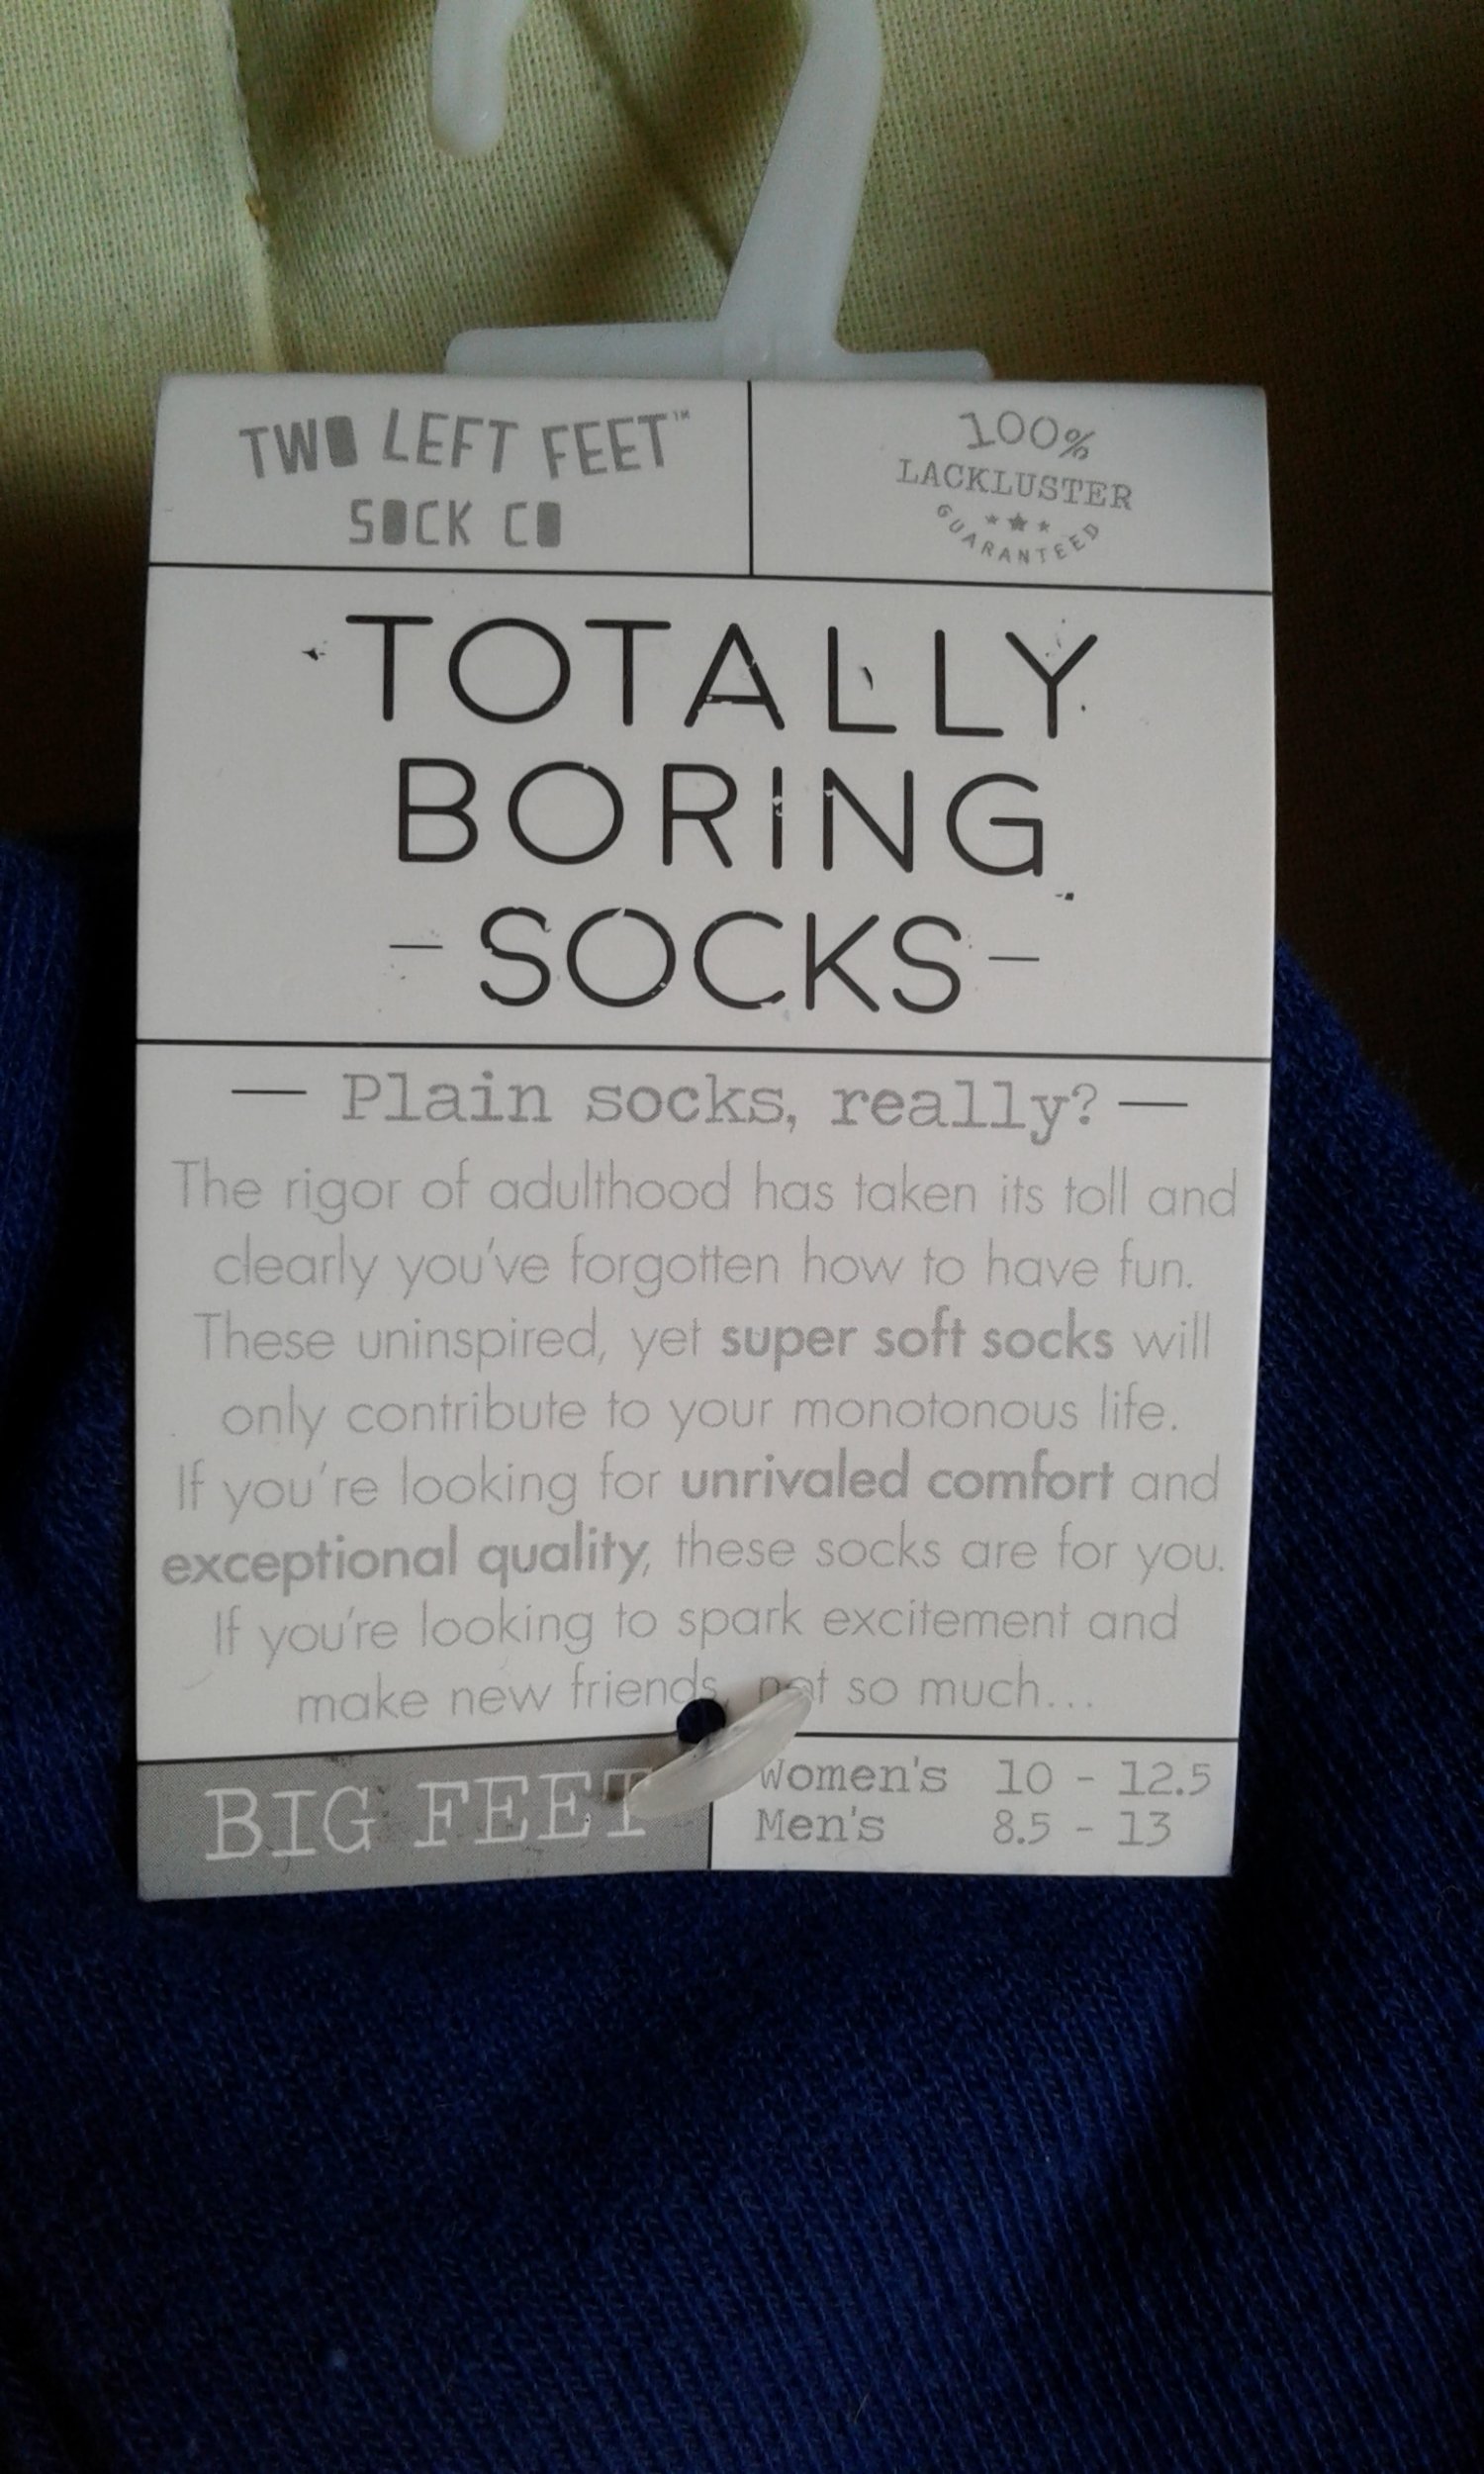 TWO LEFT FEET™
SOCK CO
100%
LACKLUSTER
GUARANTEED
TOTALLY
BORING
- SOCKS -
— Plain socks, really? —
The rigor of adulthood has taken its toll and
clearly you've forgotten how to have fun.
These uninspired, yet super soft socks will
only contribute to your monotonous life.
If you're looking for unrivaled comfort and
exceptional quality, these socks are for you.
If you're looking to spark excitement and
make new friends, not so much...
BIG FEET
Women's 10 - 12.5
Men's 8.5 - 13